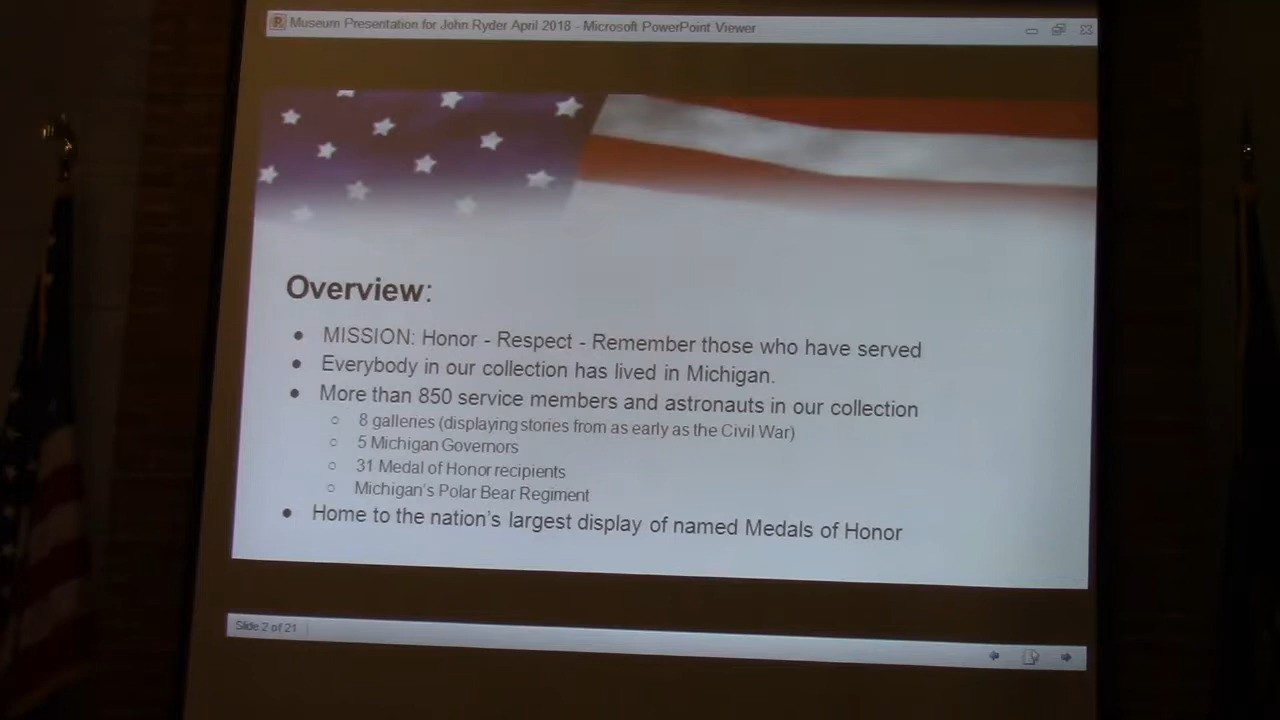 Museum Presentation for John Ryder April 2018 - Microsoft PowerPoint Viewer
Overview:
• MISSION: Honor - Respect - Remember those who have served
• Everybody in our collection has lived in Michigan.
• More than 850 service members and astronauts in our collection
○ 8 galleries (displaying stories from as early as the Civil War)
○ 5 Michigan Governors
○ 31 Medal of Honor recipients
○ Michigan's Polar Bear Regiment
• Home to the nation's largest display of named Medals of Honor
Slide 2 of 21